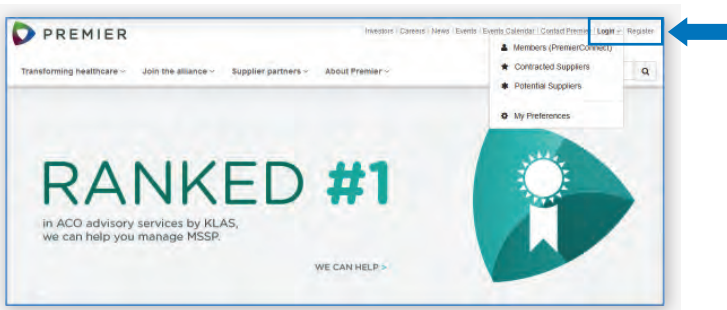 PREMIER
Investors | Careers | News | Events | Events Calendar | Contact Premier | Login | Register
Members (PremierConnect)
Transforming healthcare Join the alliance Supplier partners About Premier
Contracted Suppliers
Potential Suppliers
My Preferences
RANKED #1
in ACO advisory services by KLAS,
we can help you manage MSSP.
WE CAN HELP >